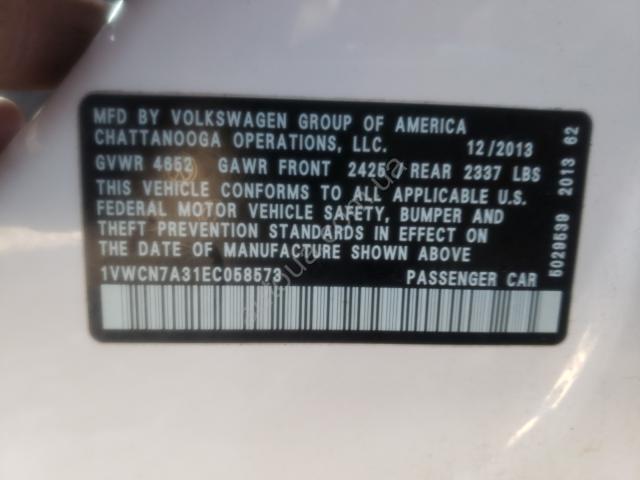 MFD BY VOLKSWAGEN GROUP OF AMERICA
CHATTANOOGA OPERATIONS, LLC. 12/2013
GVWR 4652 GAWR FRONT 2425 / REAR 2337 LBS
THIS VEHICLE CONFORMS TO ALL APPLICABLE U.S.
FEDERAL MOTOR VEHICLE SAFETY, BUMPER AND
THEFT PREVENTION STANDARDS IN EFFECT ON
THE DATE OF MANUFACTURE SHOWN ABOVE.
1VWCN7A31EC058573 PASSENGER CAR
5029539 2013 62